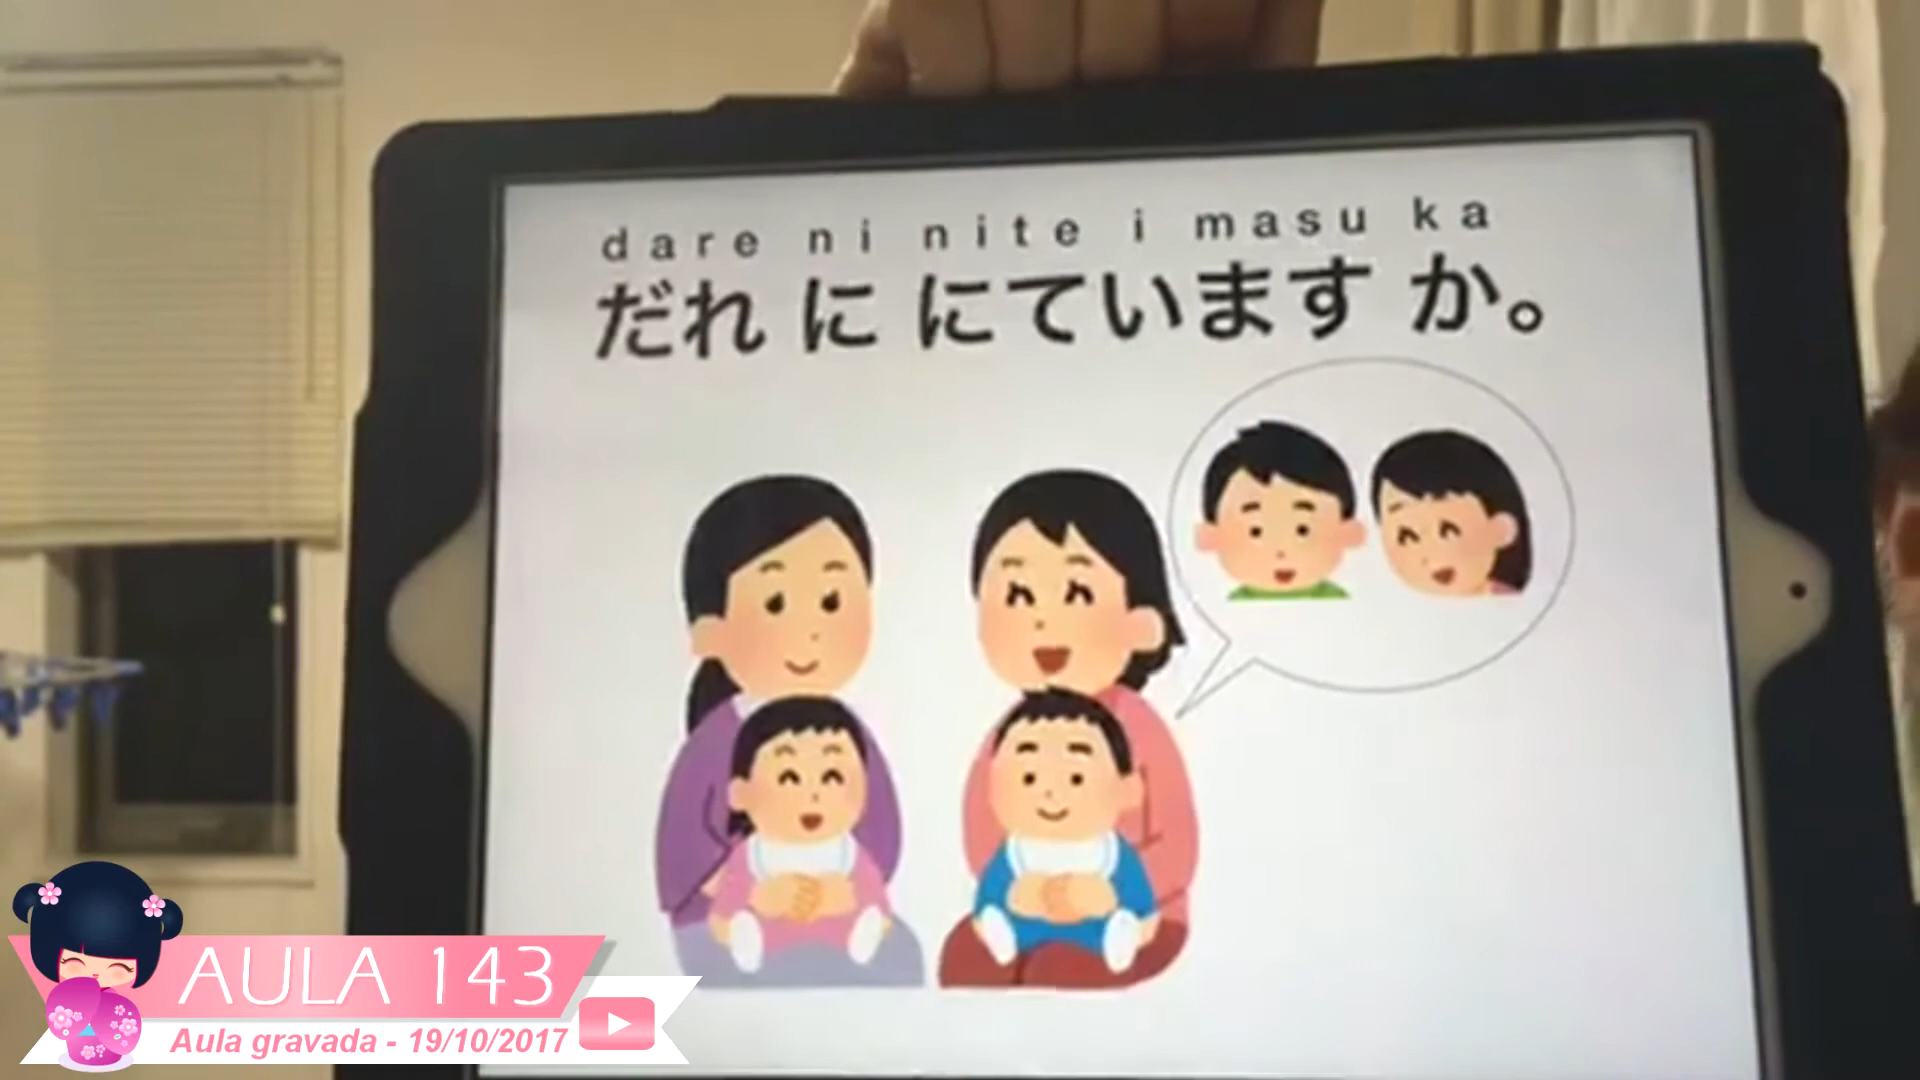 dare ni nite i masu ka
だれ に にています か。
AULA 143
Aula gravada - 19/10/2017